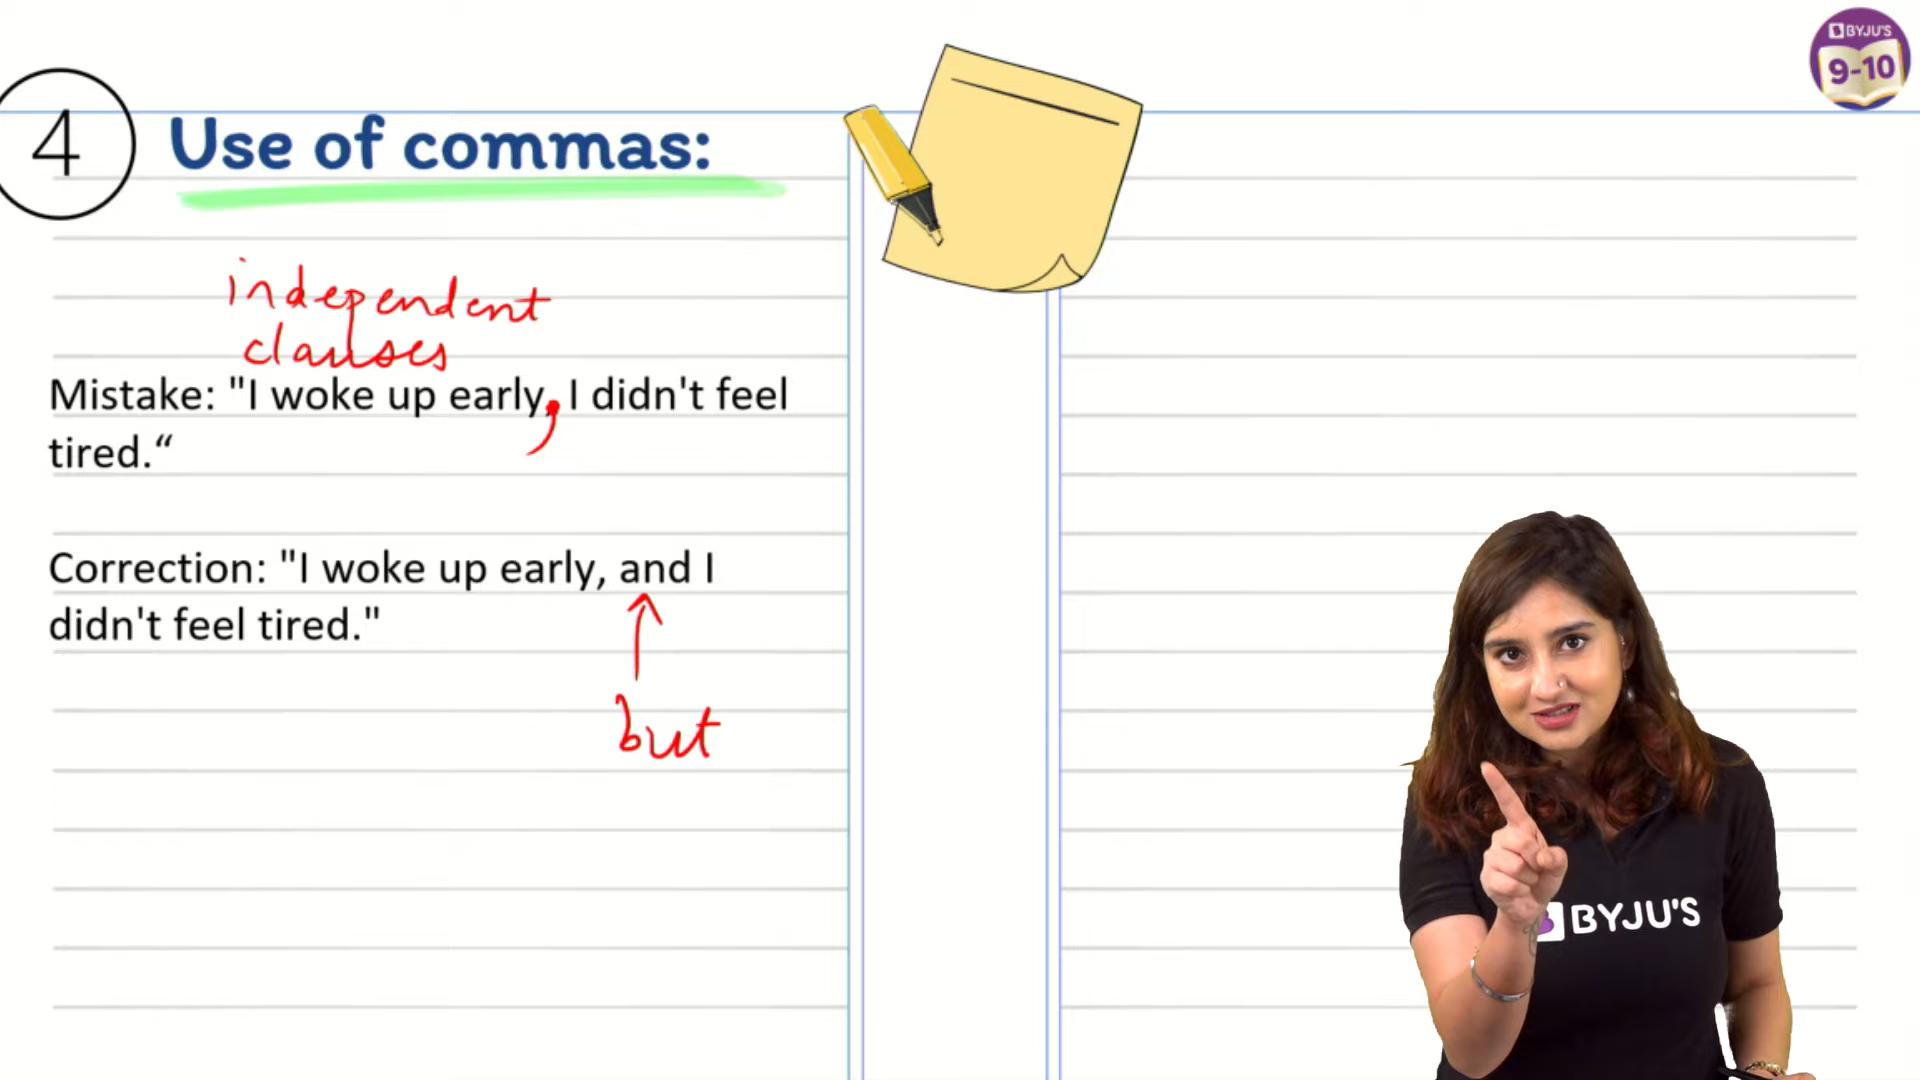 BYJU'S
9-10
4 Use of commas:
independent
clauses
Mistake: "I woke up early, I didn't feel
tired.“
Correction: "I woke up early, and I
didn't feel tired."
but
BYJU'S